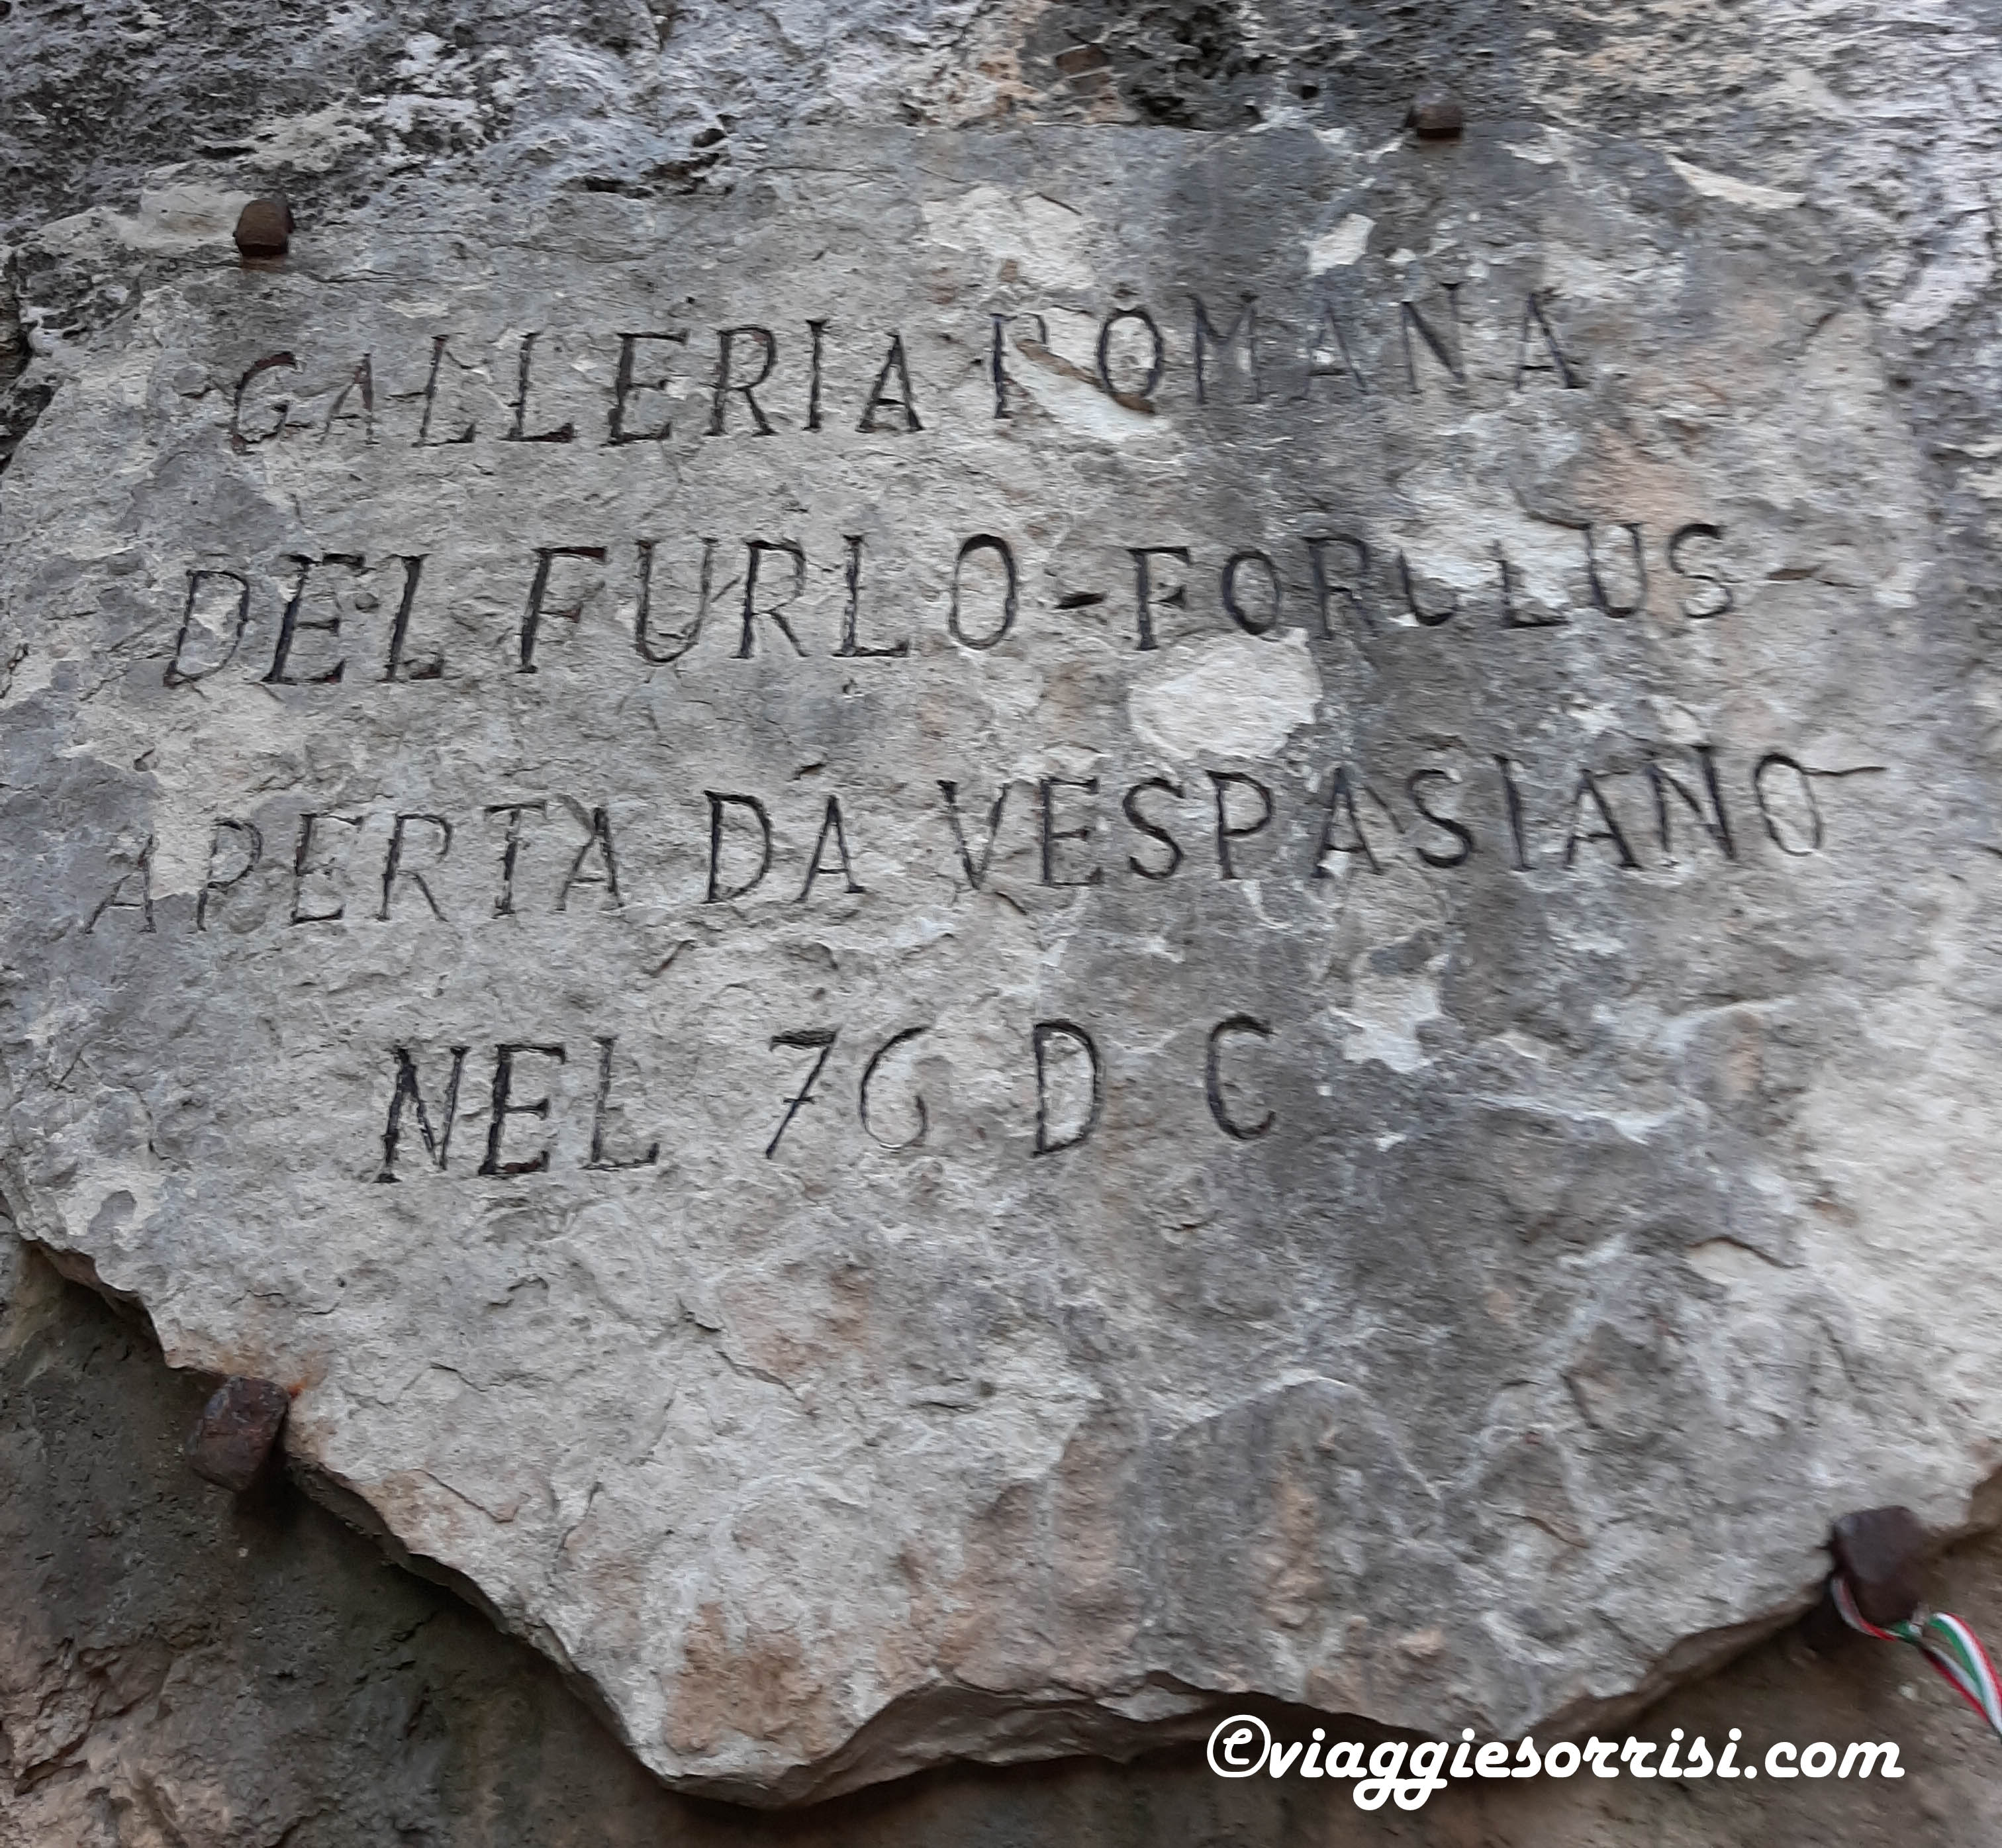 GALLERIA ROMANA
DEL FURLO-FORULUS
APERTA DA VESPASIANO
NEL 76 D C
©viaggiesorrisi.com